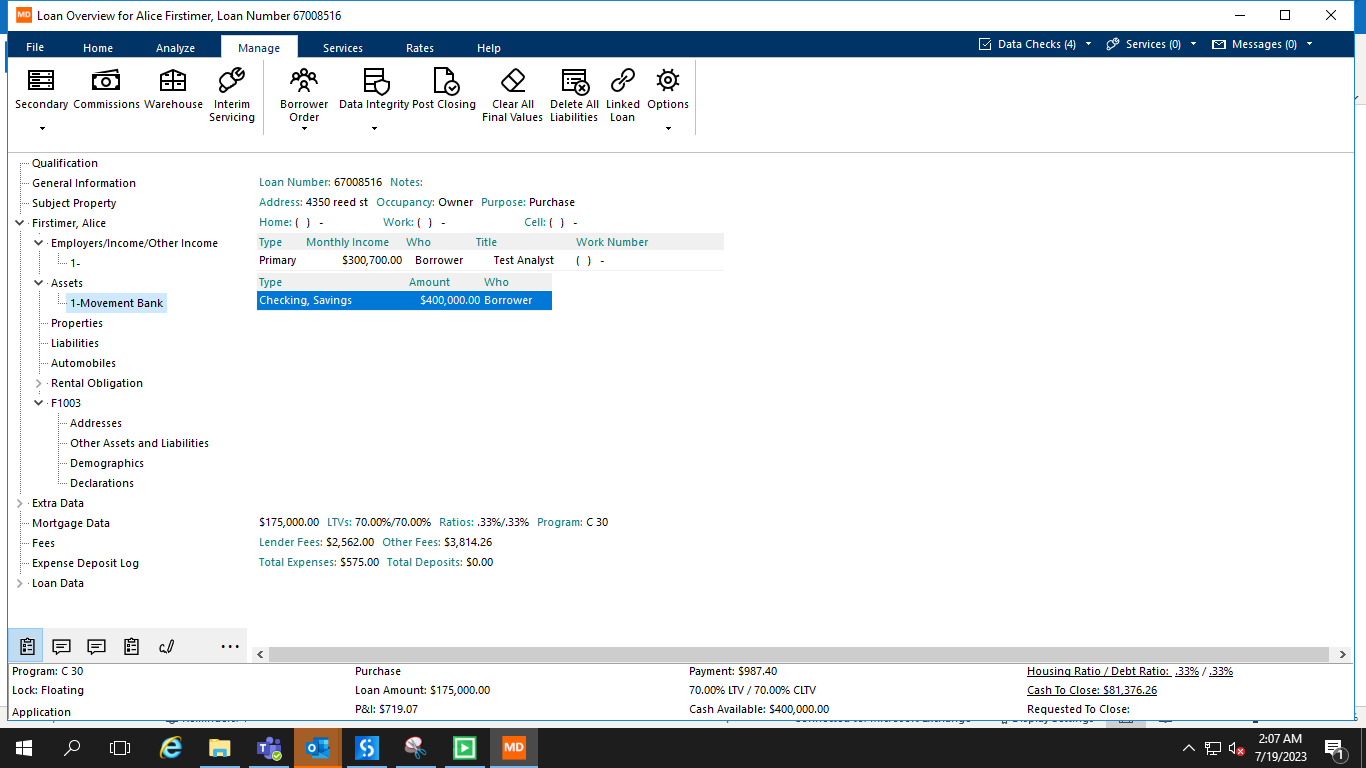 MD Loan Overview for Alice Firstimer, Loan Number 67008516
File Home Analyze Manage Services Rates Help Data Checks (4) Services (0) Messages (0)
Secondary Commissions Warehouse Interim Servicing Borrower Order Data Integrity Post Closing Clear All Final Values Delete All Liabilities Linked Loan Options
Qualification
General Information Loan Number: 67008516 Notes:
Subject Property Address: 4350 reed st Occupancy: Owner Purpose: Purchase
Firstimer, Alice Home: ( ) - Work: ( ) - Cell: ( ) -
Employers/Income/Other Income Type Monthly Income Who Title Work Number
1- Primary $300,700.00 Borrower Test Analyst ( ) -
Assets Type Amount Who
1-Movement Bank Checking, Savings $400,000.00 Borrower
Properties
Liabilities
Automobiles
Rental Obligation
F1003
Addresses
Other Assets and Liabilities
Demographics
Declarations
Extra Data
Mortgage Data $175,000.00 LTVs: 70.00%/70.00% Ratios: .33%/.33% Program: C 30
Fees Lender Fees: $2,562.00 Other Fees: $3,814.26
Expense Deposit Log Total Expenses: $575.00 Total Deposits: $0.00
Loan Data
Program: C 30 Purchase Payment: $987.40 Housing Ratio / Debt Ratio: .33% / .33%
Lock: Floating Loan Amount: $175,000.00 70.00% LTV / 70.00% CLTV Cash To Close: $81,376.26
Application P&I: $719.07 Cash Available: $400,000.00 Requested To Close:
MD 2:07 AM
7/19/2023 1